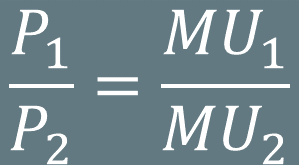 P₁/P₂ = MU₁/MU₂